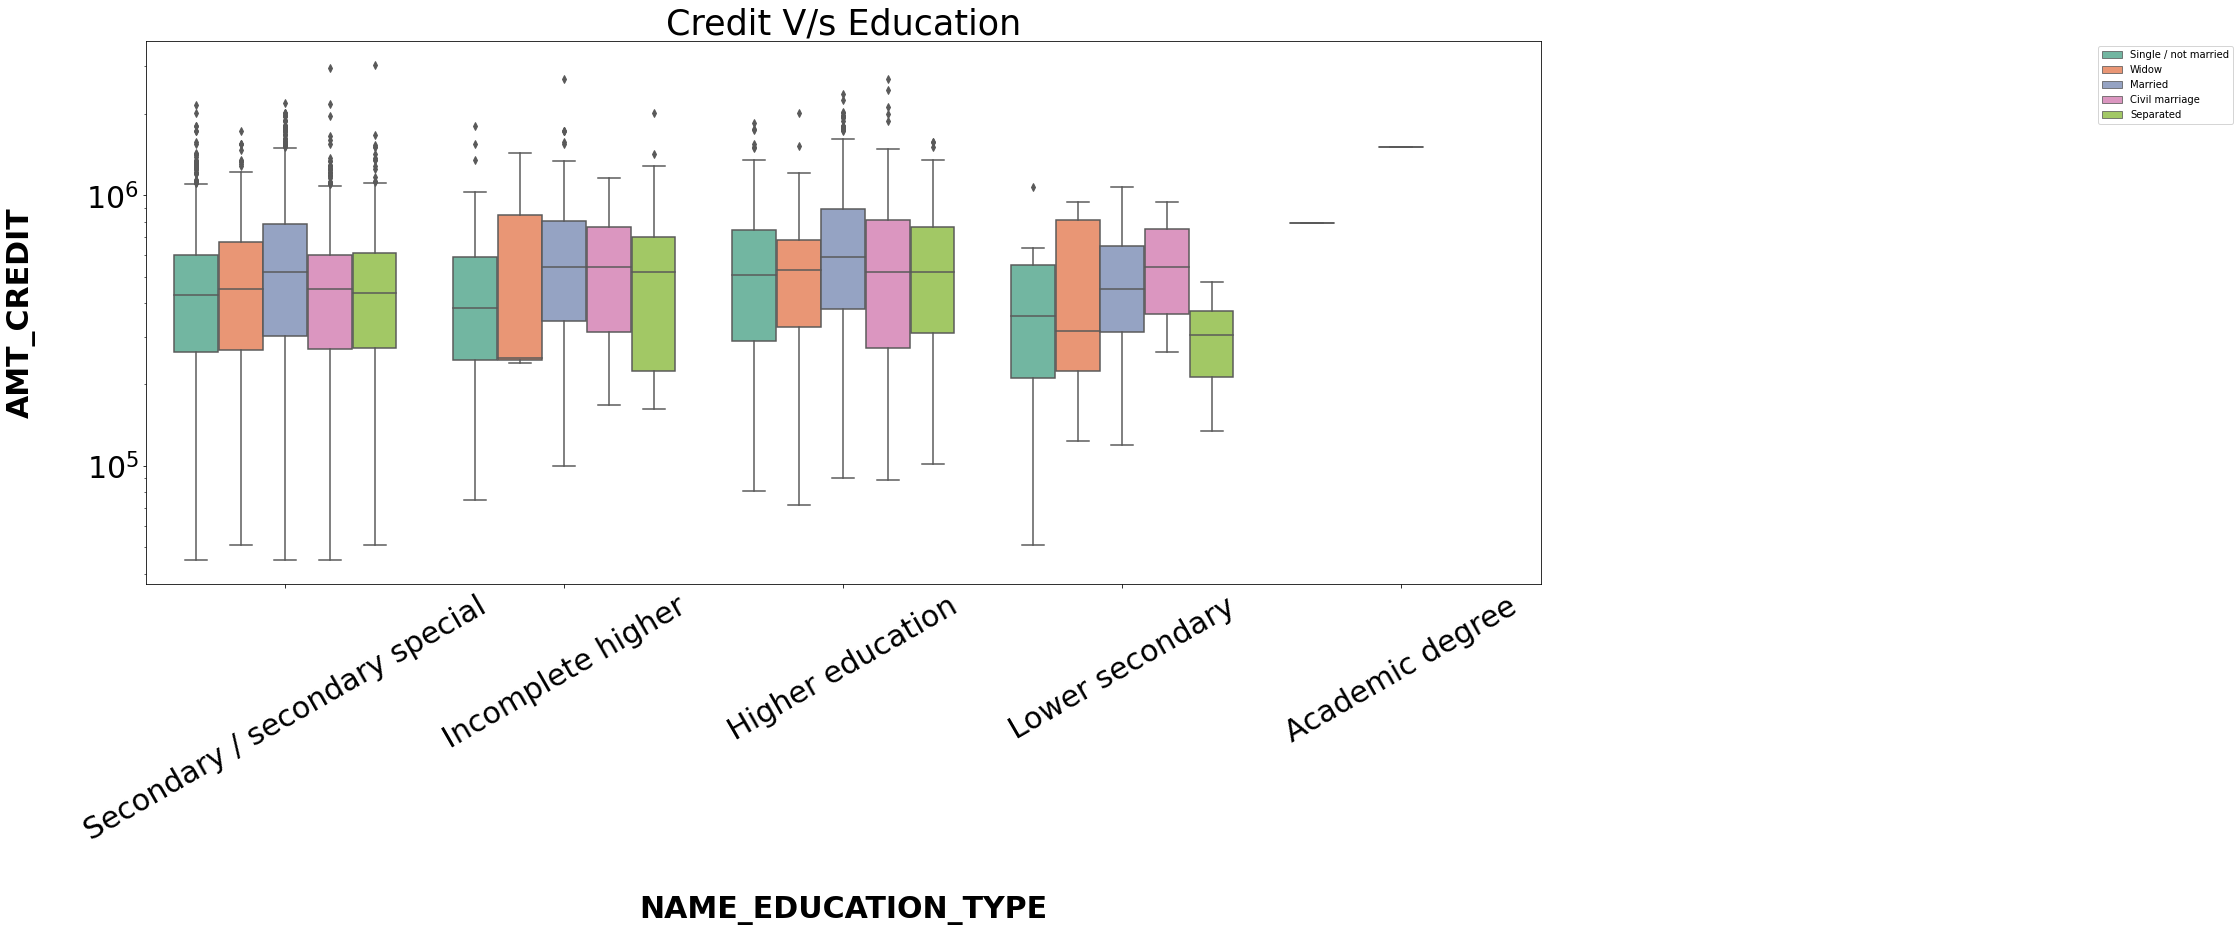 Credit V/s Education
Single / not married
Widow
Married
Civil marriage
Separated
AMT_CREDIT
10^6
10^5
Secondary / secondary special
Incomplete higher
Higher education
Lower secondary
Academic degree
NAME_EDUCATION_TYPE